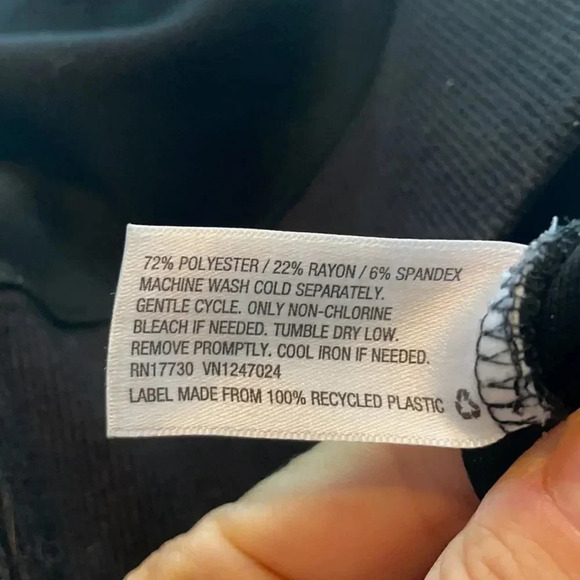 72% POLYESTER / 22% RAYON / 6% SPANDEX
MACHINE WASH COLD SEPARATELY.
GENTLE CYCLE. ONLY NON-CHLORINE
BLEACH IF NEEDED. TUMBLE DRY LOW.
REMOVE PROMPTLY. COOL IRON IF NEEDED.
RN17730 VN1247024
LABEL MADE FROM 100% RECYCLED PLASTIC